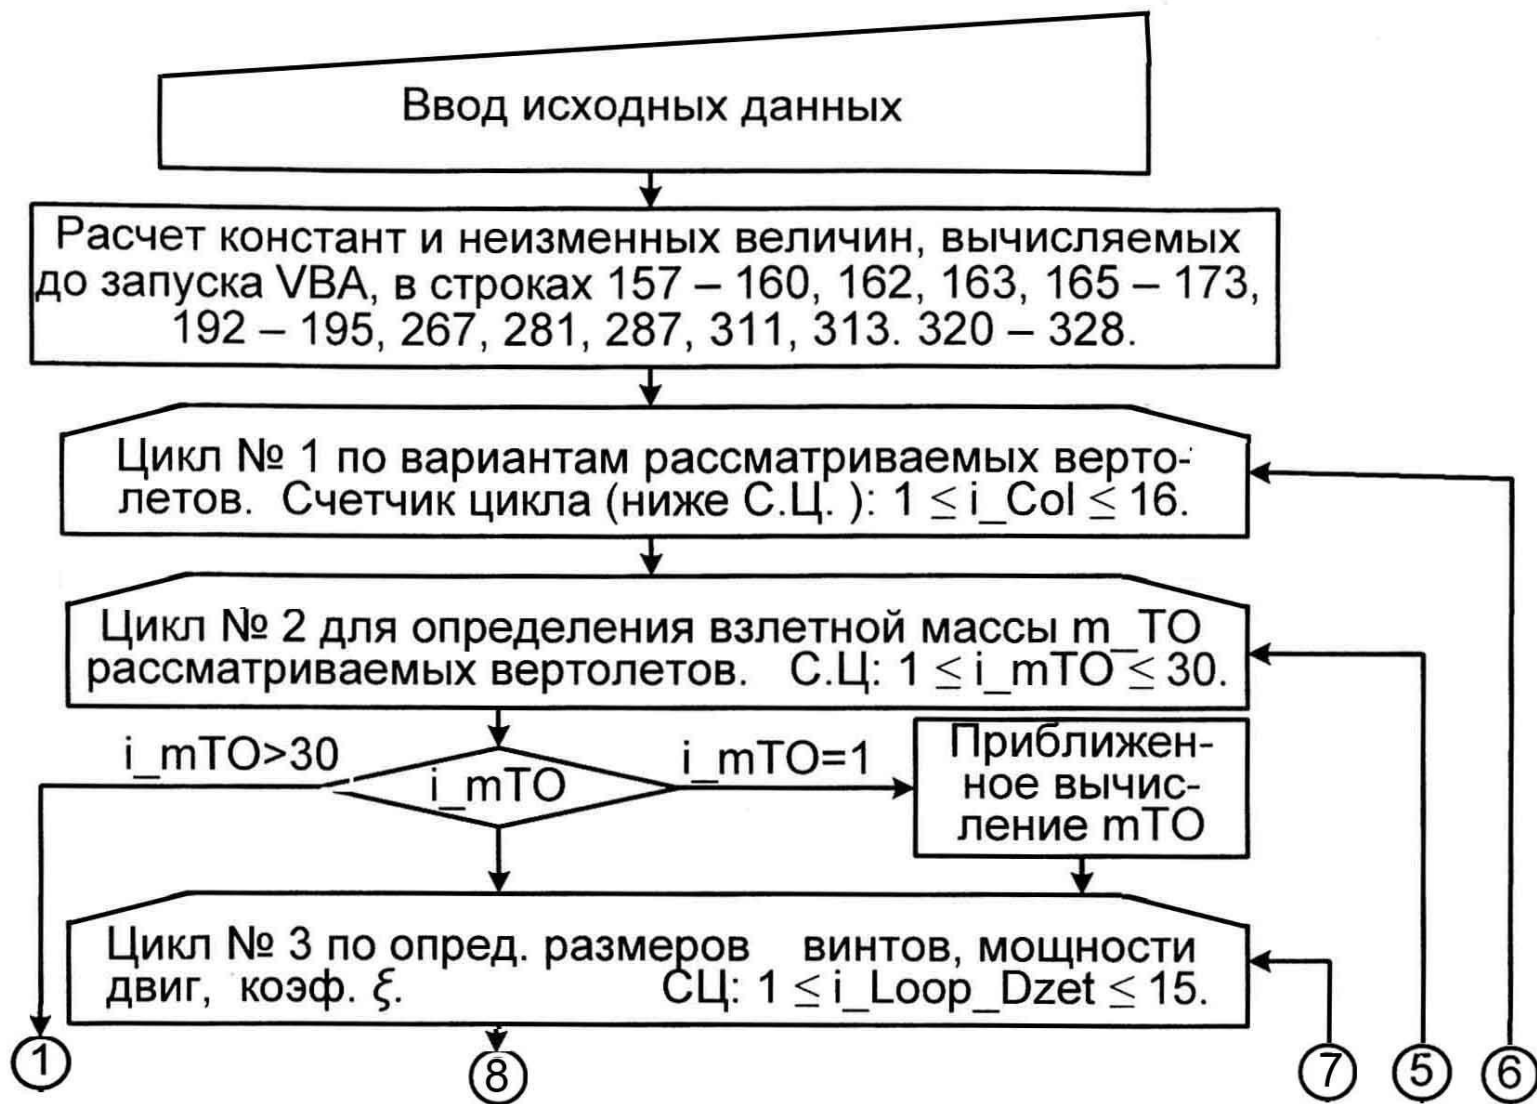 Ввод исходных данных
Расчет констант и неизменных величин, вычисляемых
до запуска VBA, в строках 157 – 160, 162, 163, 165 – 173,
192 – 195, 267, 281, 287, 311, 313. 320 – 328.
Цикл № 1 по вариантам рассматриваемых верто-
летов. Счетчик цикла (ниже С.Ц. ): 1 ≤ i_Col ≤ 16.
Цикл № 2 для определения взлетной массы m_TO
рассматриваемых вертолетов. С.Ц: 1 ≤ i_mTO ≤ 30.
i_mTO>30
i_mTO
i_mTO=1
Приближен-
ное вычис-
ление mTO
Цикл № 3 по опред. размеров винтов, мощности
двиг, коэф. ξ. СЦ: 1 ≤ i_Loop_Dzet ≤ 15.
1
8
7
5
6